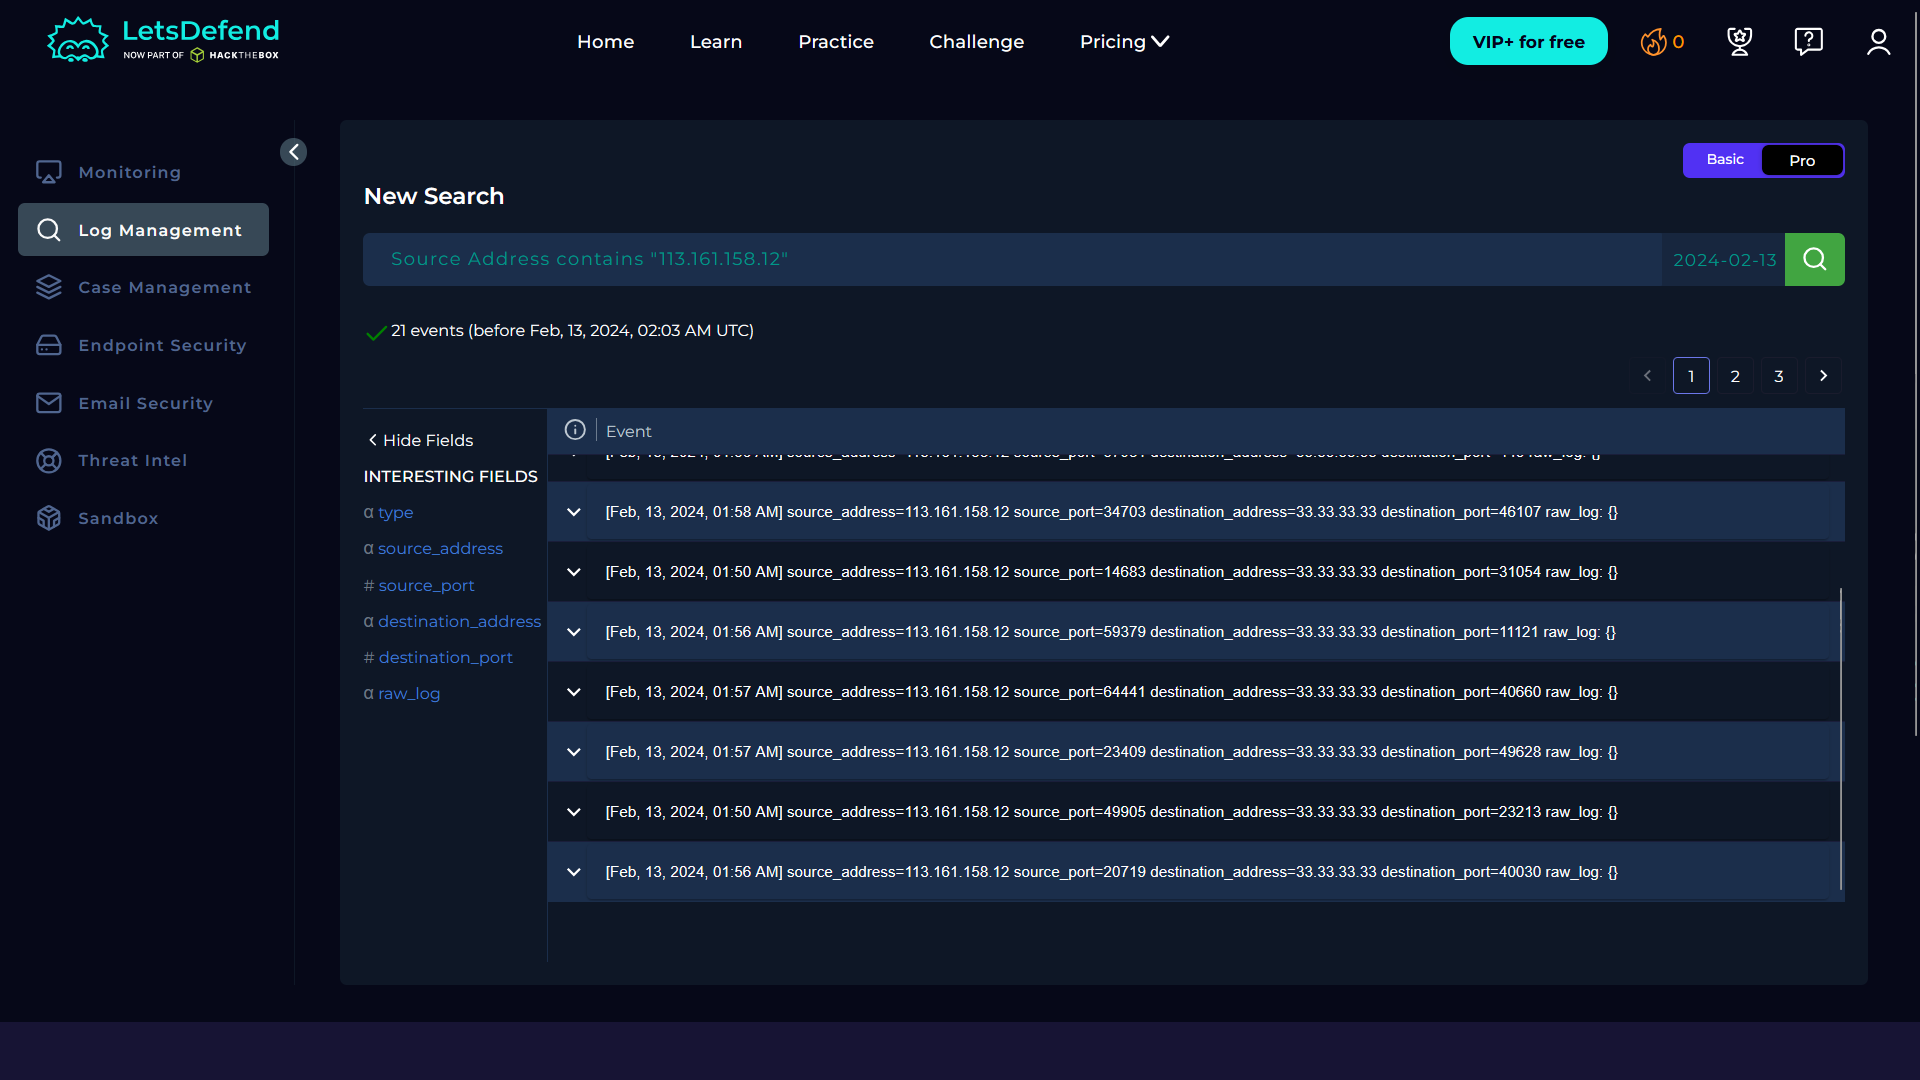 LetsDefend
NOW PART OF HACKTHEBOX
Home Learn Practice Challenge Pricing
VIP+ for free
0
Monitoring
Log Management
Case Management
Endpoint Security
Email Security
Threat Intel
Sandbox
Basic Pro
New Search
Source Address contains "113.161.158.12" 2024-02-13
21 events (before Feb, 13, 2024, 02:03 AM UTC)
1 2 3
Hide Fields
INTERESTING FIELDS
α type
α source_address
# source_port
α destination_address
# destination_port
α raw_log
Event
[Feb, 13, 2024, 01:58 AM] source_address=113.161.158.12 source_port=34703 destination_address=33.33.33.33 destination_port=46107 raw_log: {}
[Feb, 13, 2024, 01:50 AM] source_address=113.161.158.12 source_port=14683 destination_address=33.33.33.33 destination_port=31054 raw_log: {}
[Feb, 13, 2024, 01:56 AM] source_address=113.161.158.12 source_port=59379 destination_address=33.33.33.33 destination_port=11121 raw_log: {}
[Feb, 13, 2024, 01:57 AM] source_address=113.161.158.12 source_port=64441 destination_address=33.33.33.33 destination_port=40660 raw_log: {}
[Feb, 13, 2024, 01:57 AM] source_address=113.161.158.12 source_port=23409 destination_address=33.33.33.33 destination_port=49628 raw_log: {}
[Feb, 13, 2024, 01:50 AM] source_address=113.161.158.12 source_port=49905 destination_address=33.33.33.33 destination_port=23213 raw_log: {}
[Feb, 13, 2024, 01:56 AM] source_address=113.161.158.12 source_port=20719 destination_address=33.33.33.33 destination_port=40030 raw_log: {}